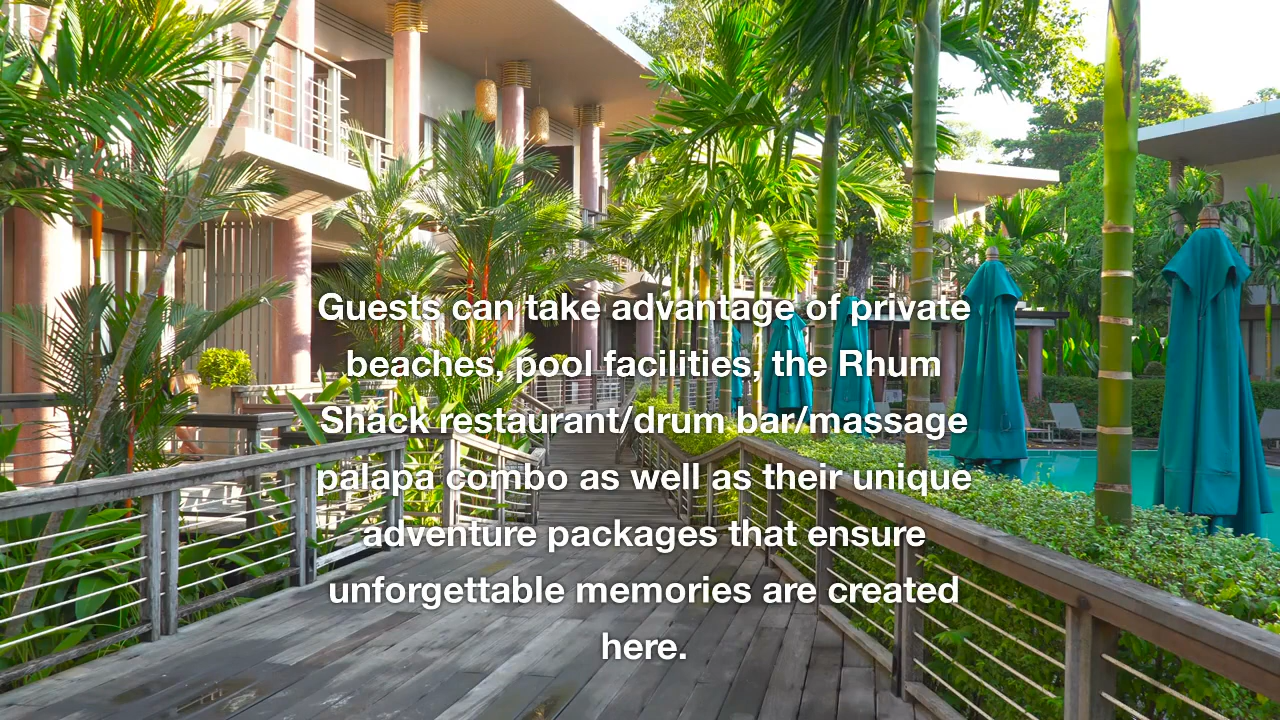 Guests can take advantage of private
beaches, pool facilities, the Rhum
Shack restaurant/drum bar/massage
palapa combo as well as their unique
adventure packages that ensure
unforgettable memories are created
here.